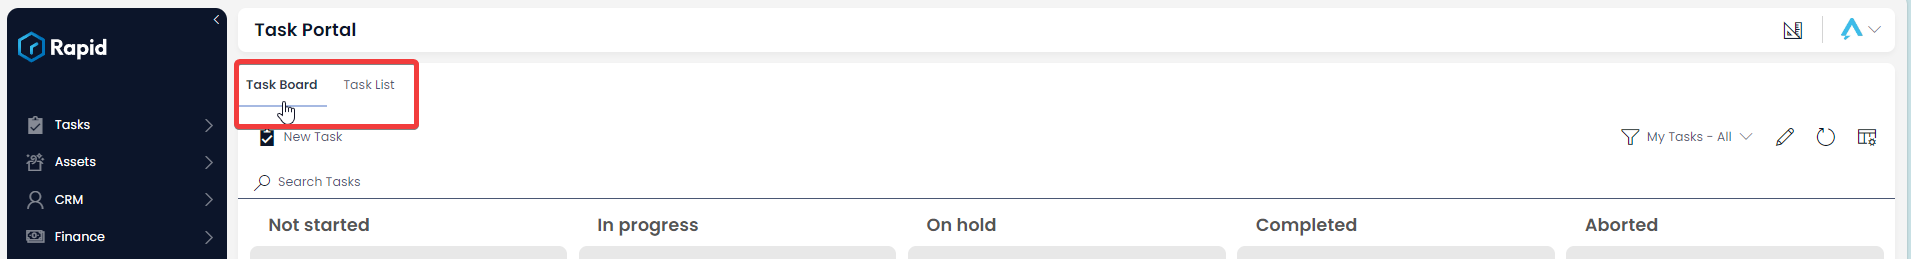 Rapid
Tasks
Assets
CRM
Finance
Task Portal
Task Board Task List
New Task
My Tasks - All
Search Tasks
Not started In progress On hold Completed Aborted